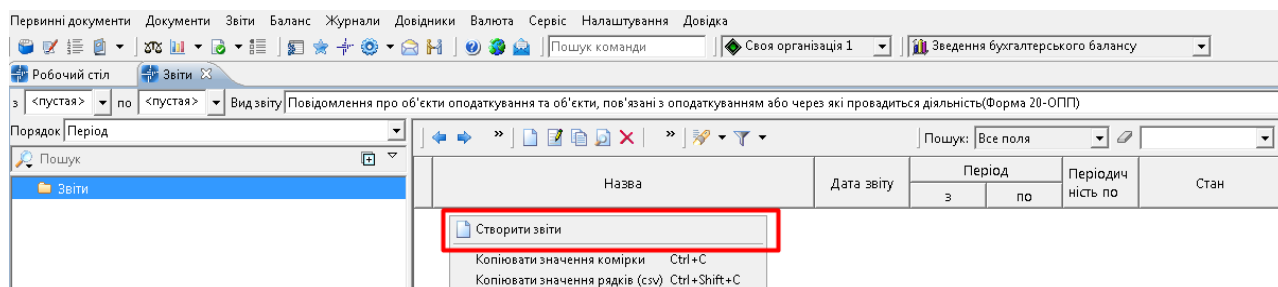 Первинні документи Документи Звіти Баланс Журнали Довідники Валюта Сервіс Налаштування Довідка
Пошук команди Своя організація 1 Зведення бухгалтерського балансу
Робочий стіл Звіти
з <пустая> по <пустая> Вид звіту Повідомлення про об'єкти оподаткування та об'єкти, пов'язані з оподаткуванням або через які провадиться діяльність(Форма 20-ОПП)
Порядок Період
» » Пошук: Все поля
Пошук
Звіти
Назва Дата звіту Період Періодич
ність по Стан
з по
Створити звіти
Копіювати значення комірки Ctrl+C
Копіювати значення рядків (csv) Ctrl+Shift+C